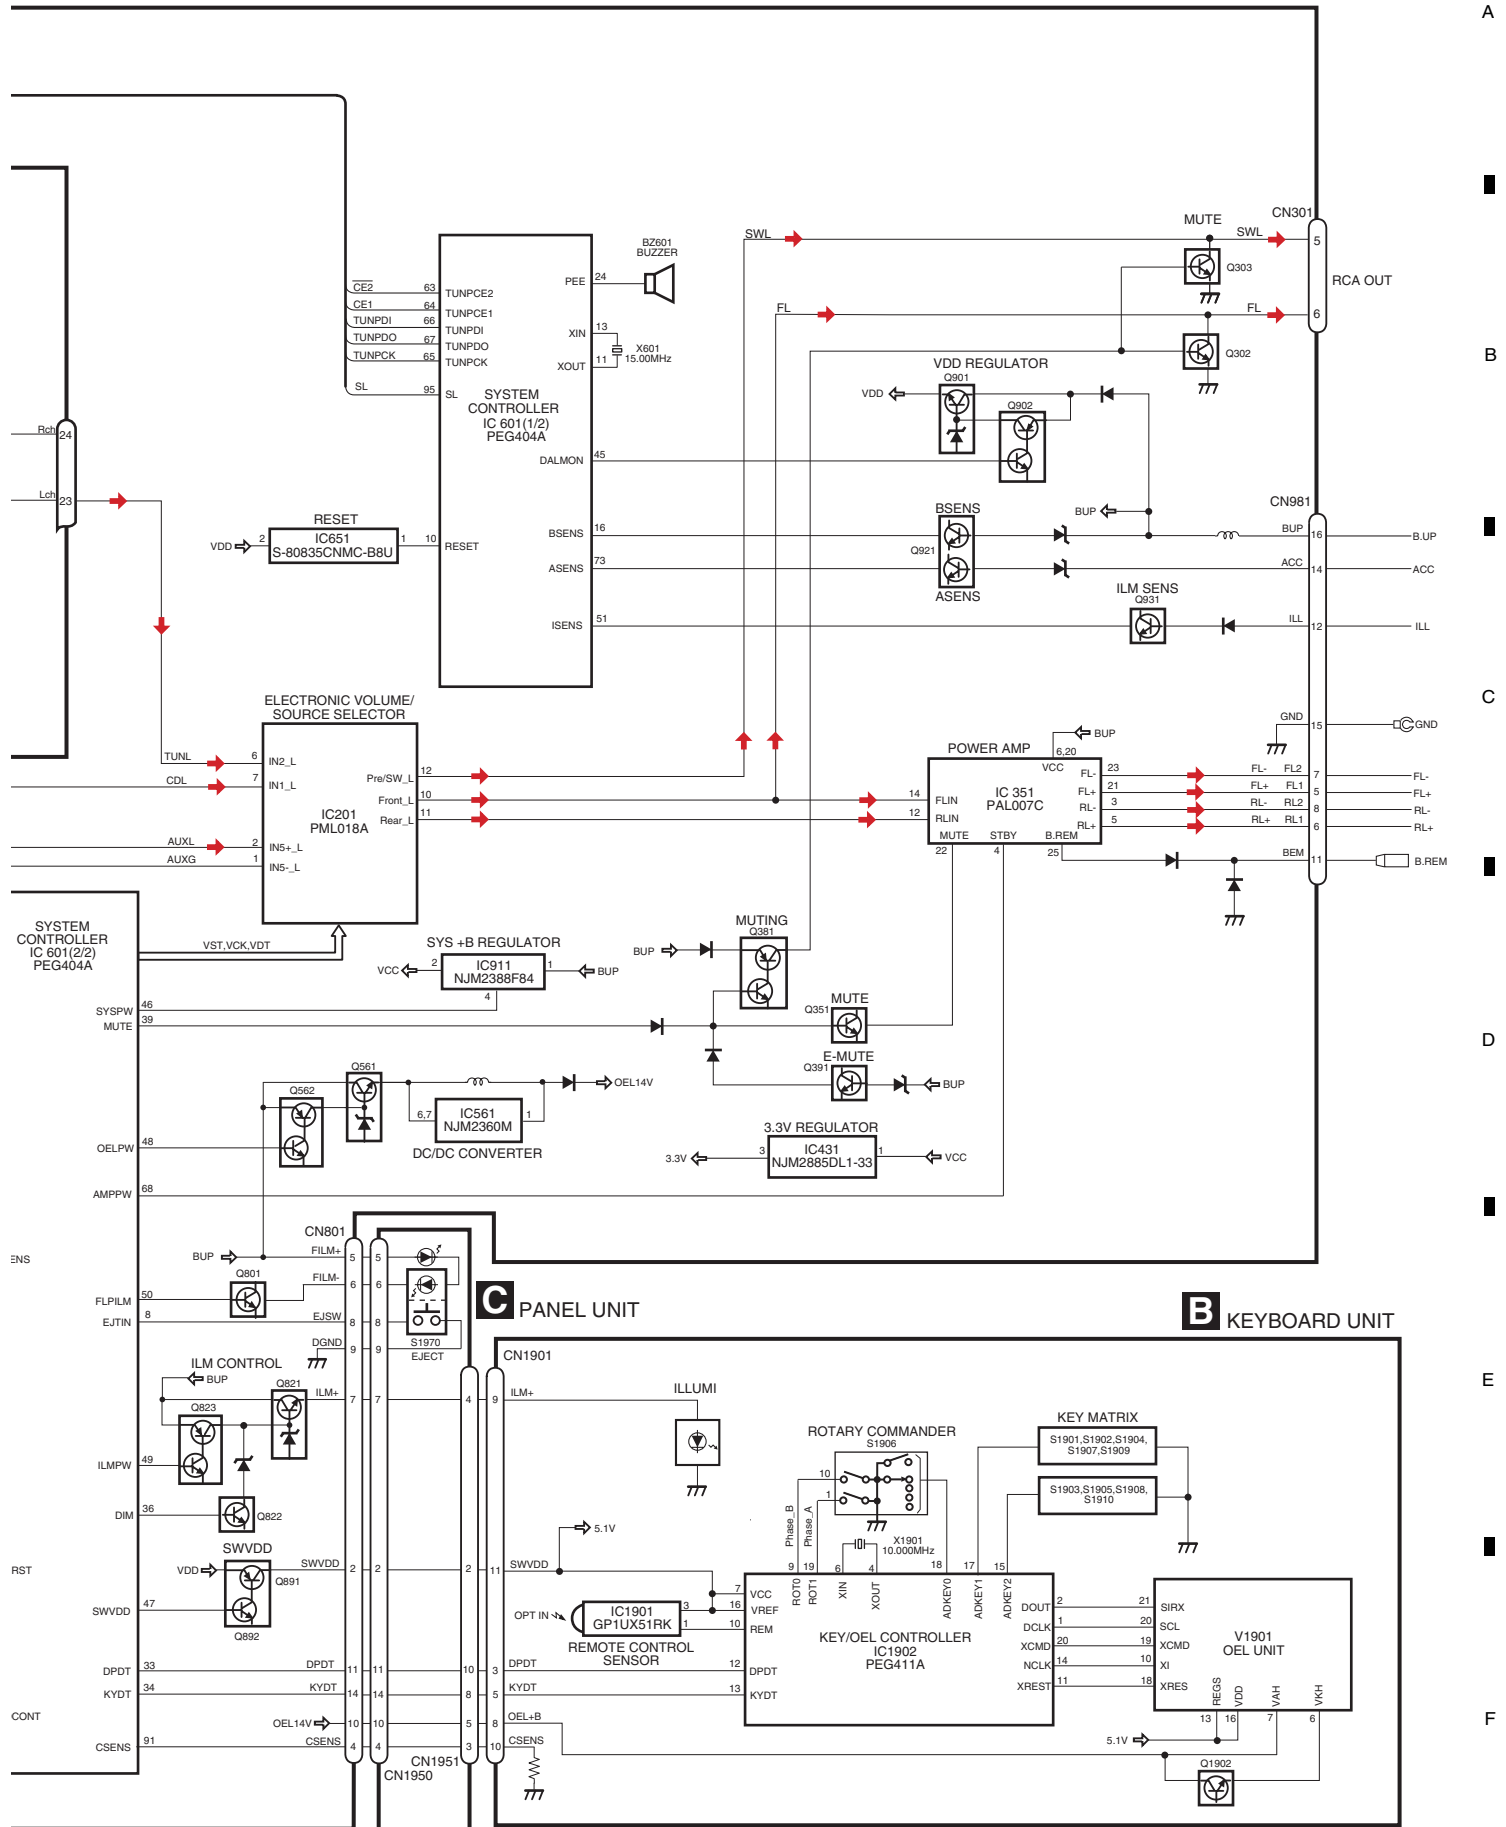 A
B
C
D
E
F
CN301
MUTE
SWL
SWL
5
Q303
RCA OUT
FL
FL
6
Q302
BZ601
BUZZER
PEE
24
XIN
13
X601
15.00MHz
XOUT
11
CE2
63
TUNPCE2
CE1
64
TUNPCE1
TUNPDI
66
TUNPDI
TUNPDO
67
TUNPDO
TUNPCK
65
TUNPCK
SL
95
SL
SYSTEM
CONTROLLER
IC 601(1/2)
PEG404A
VDD REGULATOR
Q901
VDD
Q902
DALMON
45
Rch
24
Lch
23
RESET
IC651
S-80835CNMC-B8U
VDD
2
1
10
RESET
BSENS
16
ASENS
73
ISENS
51
BSENS
Q921
ASENS
BUP
CN981
BUP
16
B.UP
ACC
14
ACC
ILM SENS
Q931
ILL
12
ILL
GND
15
GND
ELECTRONIC VOLUME/
SOURCE SELECTOR
TUNL
6
IN2_L
CDL
7
IN1_L
IC201
PML018A
AUXL
2
IN5+_L
AUXG
1
IN5-_L
Pre/SW_L
12
Front_L
10
Rear_L
11
POWER AMP
BUP
6,20
VCC
IC 351
PAL007C
14
FLIN
12
RLIN
MUTE
22
STBY
4
B.REM
25
FL-
23
FL-
FL2
7
FL-
FL+
21
FL+
FL1
5
FL+
RL-
3
RL-
RL2
8
RL-
RL+
5
RL+
RL1
6
RL+
BEM
11
B.REM
SYSTEM
CONTROLLER
IC 601(2/2)
PEG404A
VST,VCK,VDT
SYS +B REGULATOR
VCC
2
IC911
NJM2388F84
1
BUP
4
MUTING
Q381
BUP
SYSPW
46
MUTE
39
MUTE
Q351
E-MUTE
Q391
BUP
Q561
Q562
OEL14V
6,7
IC561
NJM2360M
1
DC/DC CONVERTER
3.3V REGULATOR
3.3V
3
IC431
NJM2885DL1-33
1
VCC
OELPW
48
AMPPW
68
ENS
CN801
BUP
FILM+
5
5
Q801
FILM-
6
6
FLPILM
50
EJTIN
8
EJSW
8
8
DGND
9
9
S1970
EJECT
C PANEL UNIT
B KEYBOARD UNIT
CN1901
ILM CONTROL
BUP
Q821
ILM+
7
7
4
9
ILM+
ILLUMI
Q823
ILMPW
49
DIM
36
Q822
ROTARY COMMANDER
S1906
10
1
Phase_B
Phase_A
X1901
10.000MHz
KEY MATRIX
S1901,S1902,S1904,
S1907,S1909
S1903,S1905,S1908,
S1910
5.1V
RST
SWVDD
VDD
Q891
SWVDD
2
2
2
11
SWVDD
SWVDD
47
Q892
OPT IN
IC1901
GP1UX51RK
3
1
REMOTE CONTROL
SENSOR
7
VCC
16
VREF
10
REM
9
ROT0
19
ROT1
6
XIN
4
XOUT
18
ADKEY0
17
ADKEY1
15
ADKEY2
KEY/OEL CONTROLLER
IC1902
PEG411A
DOUT
2
21
SIRX
DCLK
1
20
SCL
XCMD
20
19
XCMD
NCLK
14
10
XI
XREST
11
18
XRES
V1901
OEL UNIT
REGS
13
VDD
16
VAH
7
VKH
6
5.1V
Q1902
DPDT
33
DPDT
11
11
10
3
DPDT
12
DPDT
KYDT
34
KYDT
14
14
8
5
KYDT
13
KYDT
CONT
OEL14V
10
10
5
8
OEL+B
CSENS
91
CSENS
4
4
3
10
CSENS
CN1951
CN1950